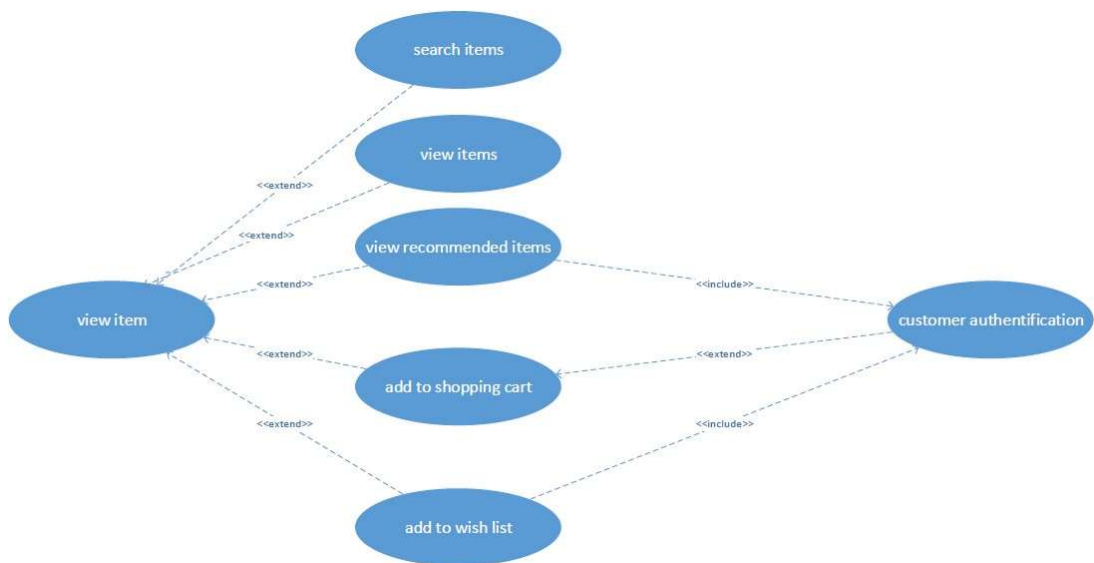 search items
view items
<<extend>>
<<extend>>
view recommended items
<<extend>>
<<include>>
view item
customer authentification
<<extend>>
<<extend>>
add to shopping cart
<<extend>>
<<include>>
add to wish list